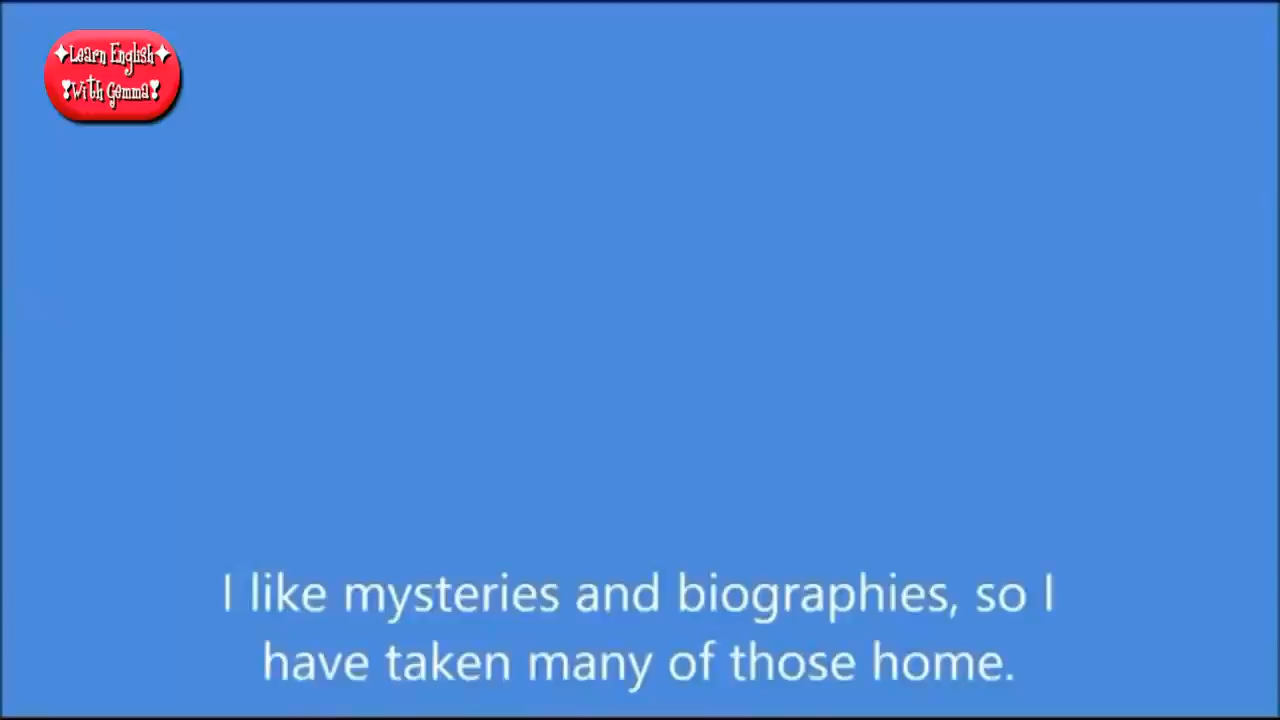 Learn English
With Gemma
I like mysteries and biographies, so I
have taken many of those home.